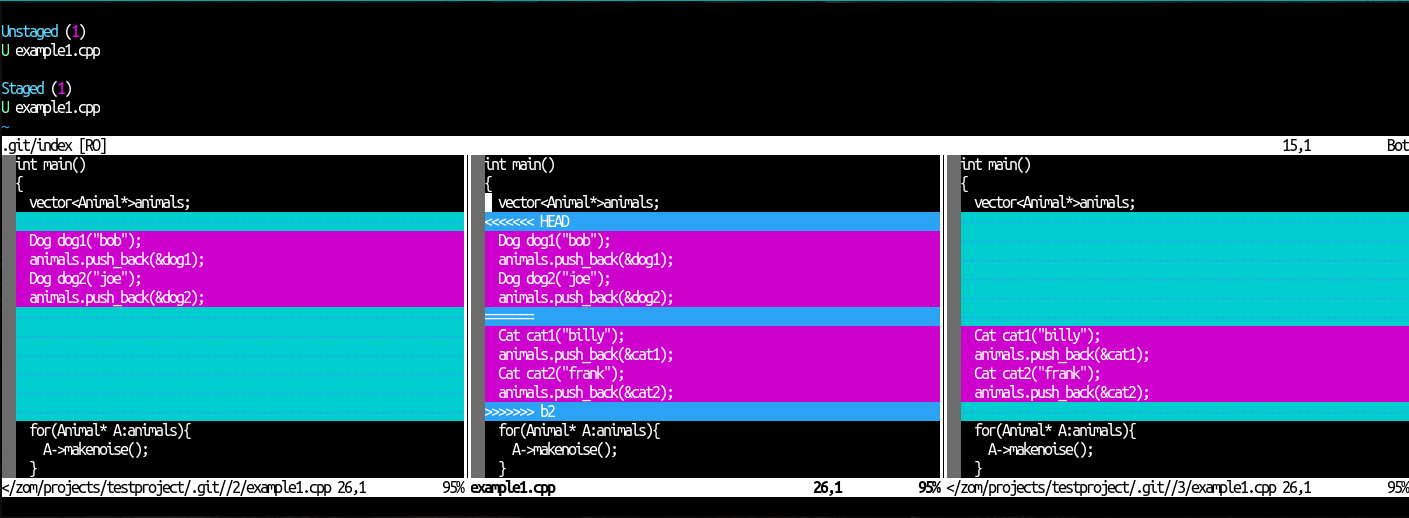 Unstaged (1)
U example1.cpp
Staged (1)
U example1.cpp
~
.git/index [RO] 15,1 Bot
int main()
{
vector<Animal*>animals;
Dog dog1("bob");
animals.push_back(&dog1);
Dog dog2("joe");
animals.push_back(&dog2);
for(Animal* A:animals){
A->makenoise();
}
</zom/projects/testproject/.git//2/example1.cpp 26,1 95%
int main()
{
vector<Animal*>animals;
<<<<<<< HEAD
Dog dog1("bob");
animals.push_back(&dog1);
Dog dog2("joe");
animals.push_back(&dog2);
=======
Cat cat1("billy");
animals.push_back(&cat1);
Cat cat2("frank");
animals.push_back(&cat2);
>>>>>>> b2
for(Animal* A:animals){
A->makenoise();
}
example1.cpp 26,1 95%
int main()
{
vector<Animal*>animals;
Cat cat1("billy");
animals.push_back(&cat1);
Cat cat2("frank");
animals.push_back(&cat2);
for(Animal* A:animals){
A->makenoise();
}
</zom/projects/testproject/.git//3/example1.cpp 26,1 95%